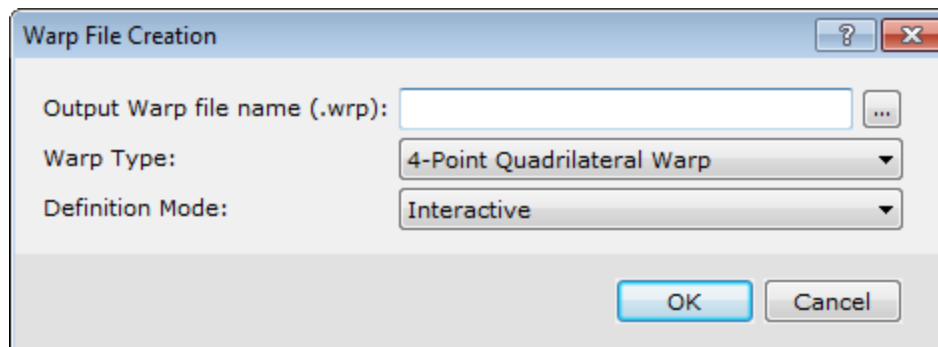 Warp File Creation
Output Warp file name (.wrp): ...
Warp Type: 4-Point Quadrilateral Warp
Definition Mode: Interactive
OK Cancel